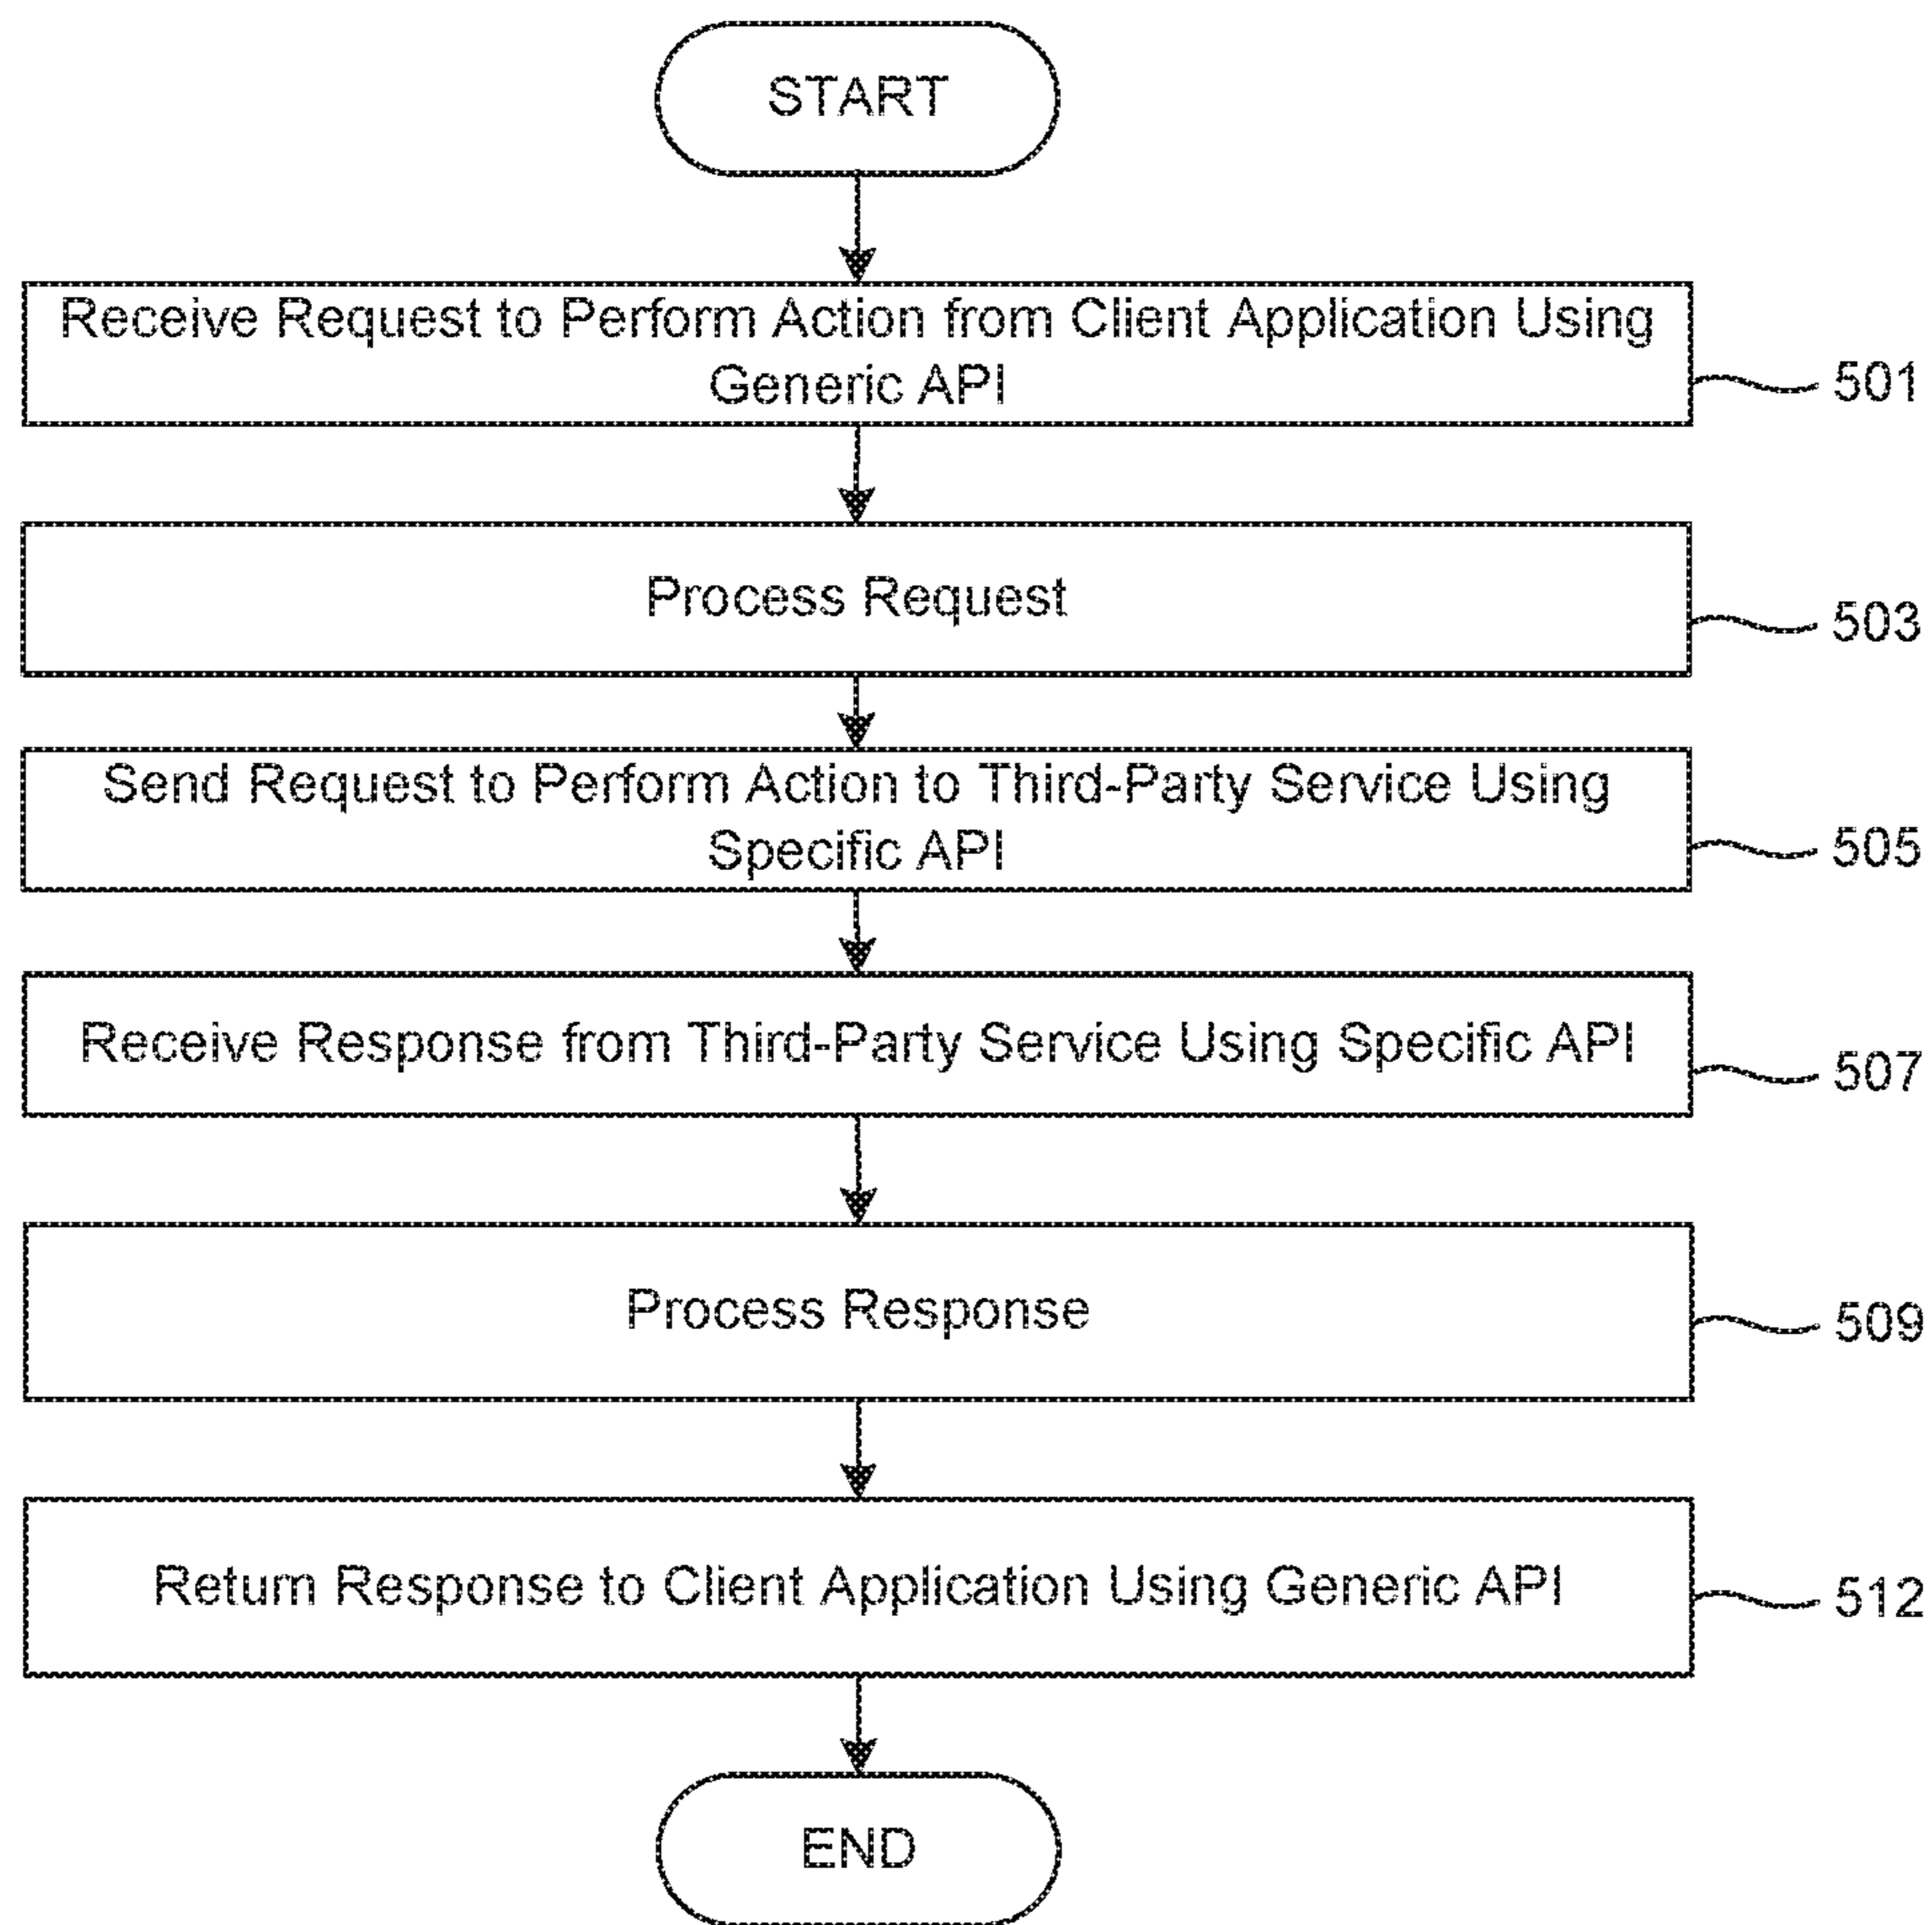 START
Receive Request to Perform Action from Client Application Using
Generic API
501
Process Request
503
Send Request to Perform Action to Third-Party Service Using
Specific API
505
Receive Response from Third-Party Service Using Specific API
507
Process Response
509
Return Response to Client Application Using Generic API
512
END